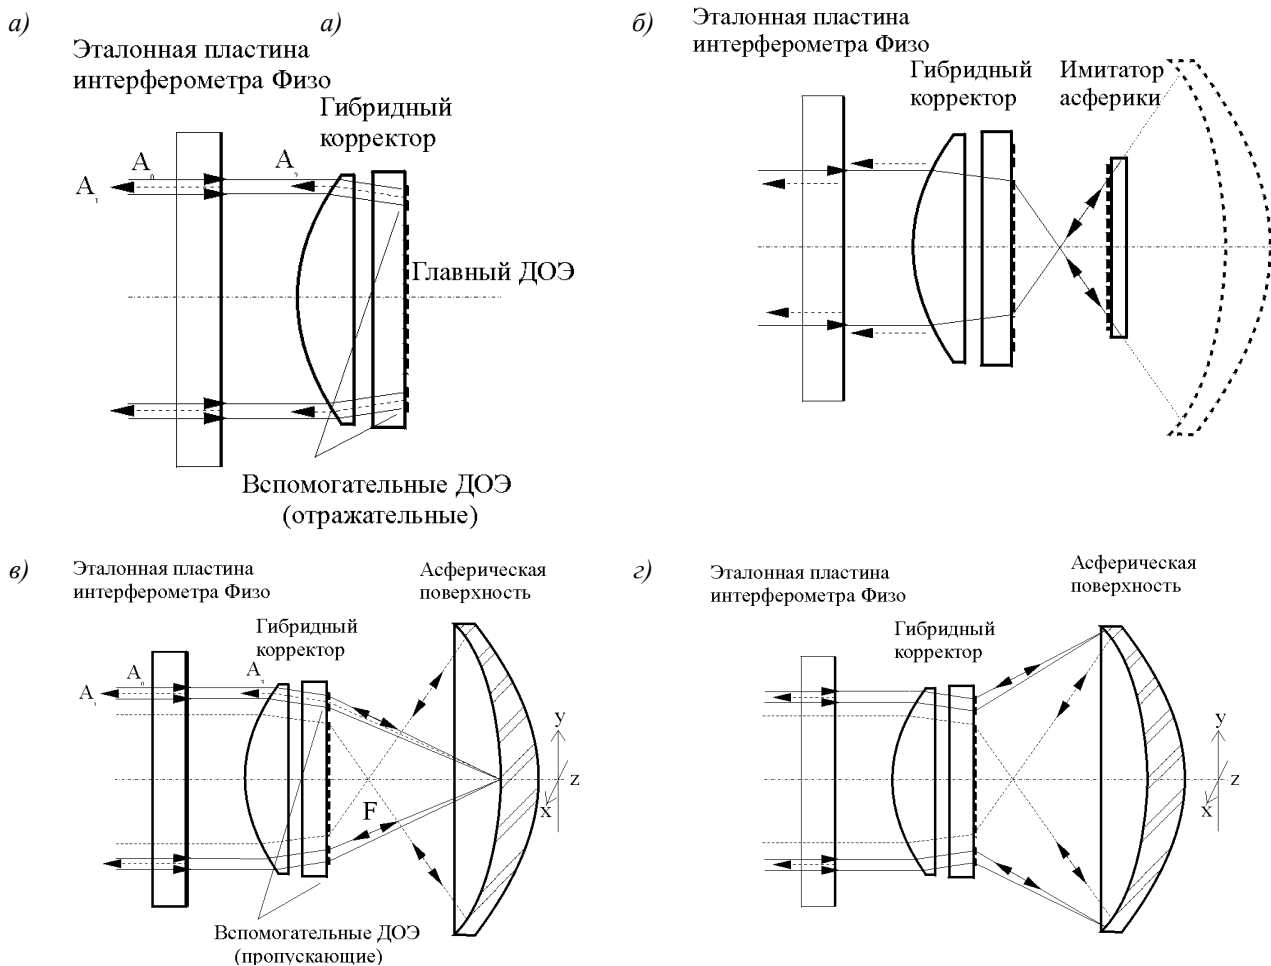 а)
а)
Эталонная пластина
интерферометра Физо
Гибридный
корректор
A₀
A₁
A₂
Главный ДОЭ
Вспомогательные ДОЭ
(отражательные)
б)
Эталонная пластина
интерферометра Физо
Гибридный
корректор
Имитатор
асферики
в)
Эталонная пластина
интерферометра Физо
Гибридный
корректор
Асферическая
поверхность
A₀
A₁
A₂
F
y
z
x
Вспомогательные ДОЭ
(пропускающие)
г)
Эталонная пластина
интерферометра Физо
Гибридный
корректор
Асферическая
поверхность
y
z
x